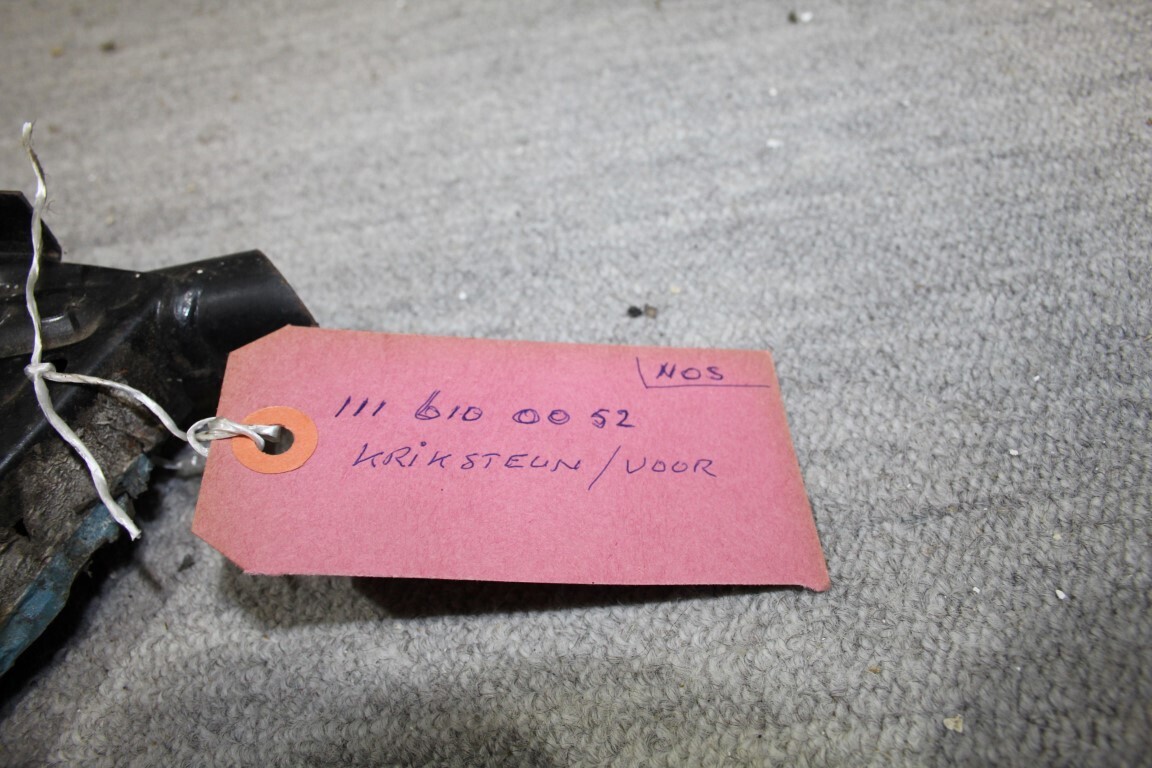 NOS
111 610 00 52
KRIKSTEUN / VOOR